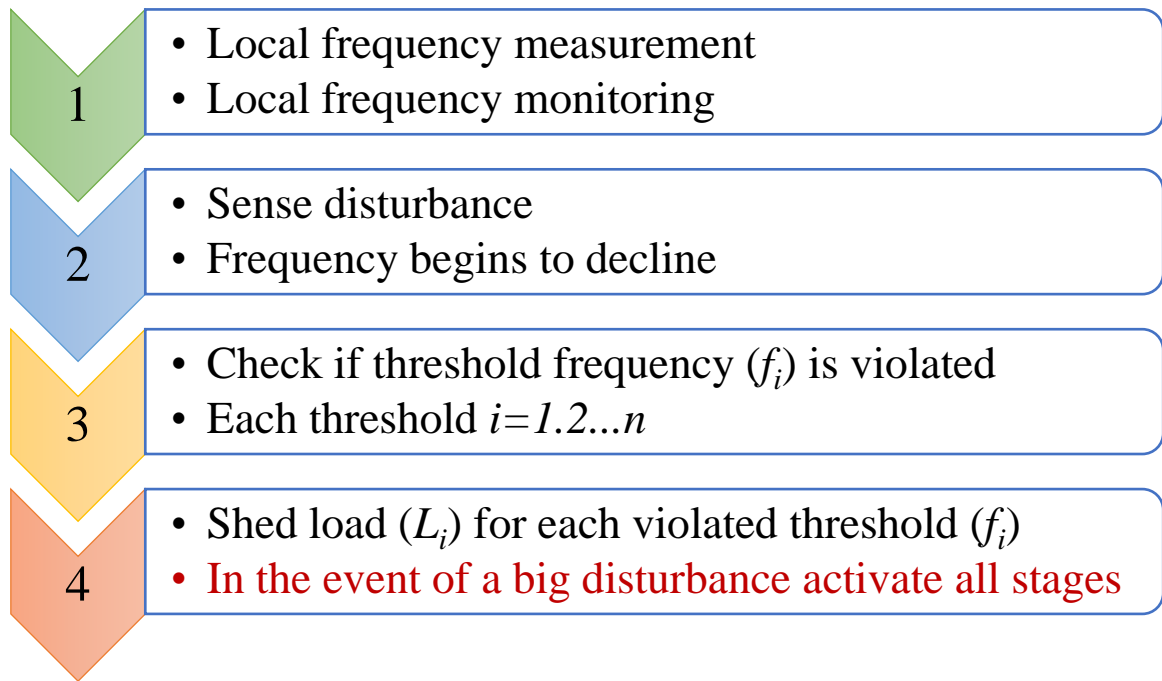 1
• Local frequency measurement
• Local frequency monitoring
2
• Sense disturbance
• Frequency begins to decline
3
• Check if threshold frequency (fᵢ) is violated
• Each threshold i=1.2...n
4
• Shed load (Lᵢ) for each violated threshold (fᵢ)
• In the event of a big disturbance activate all stages